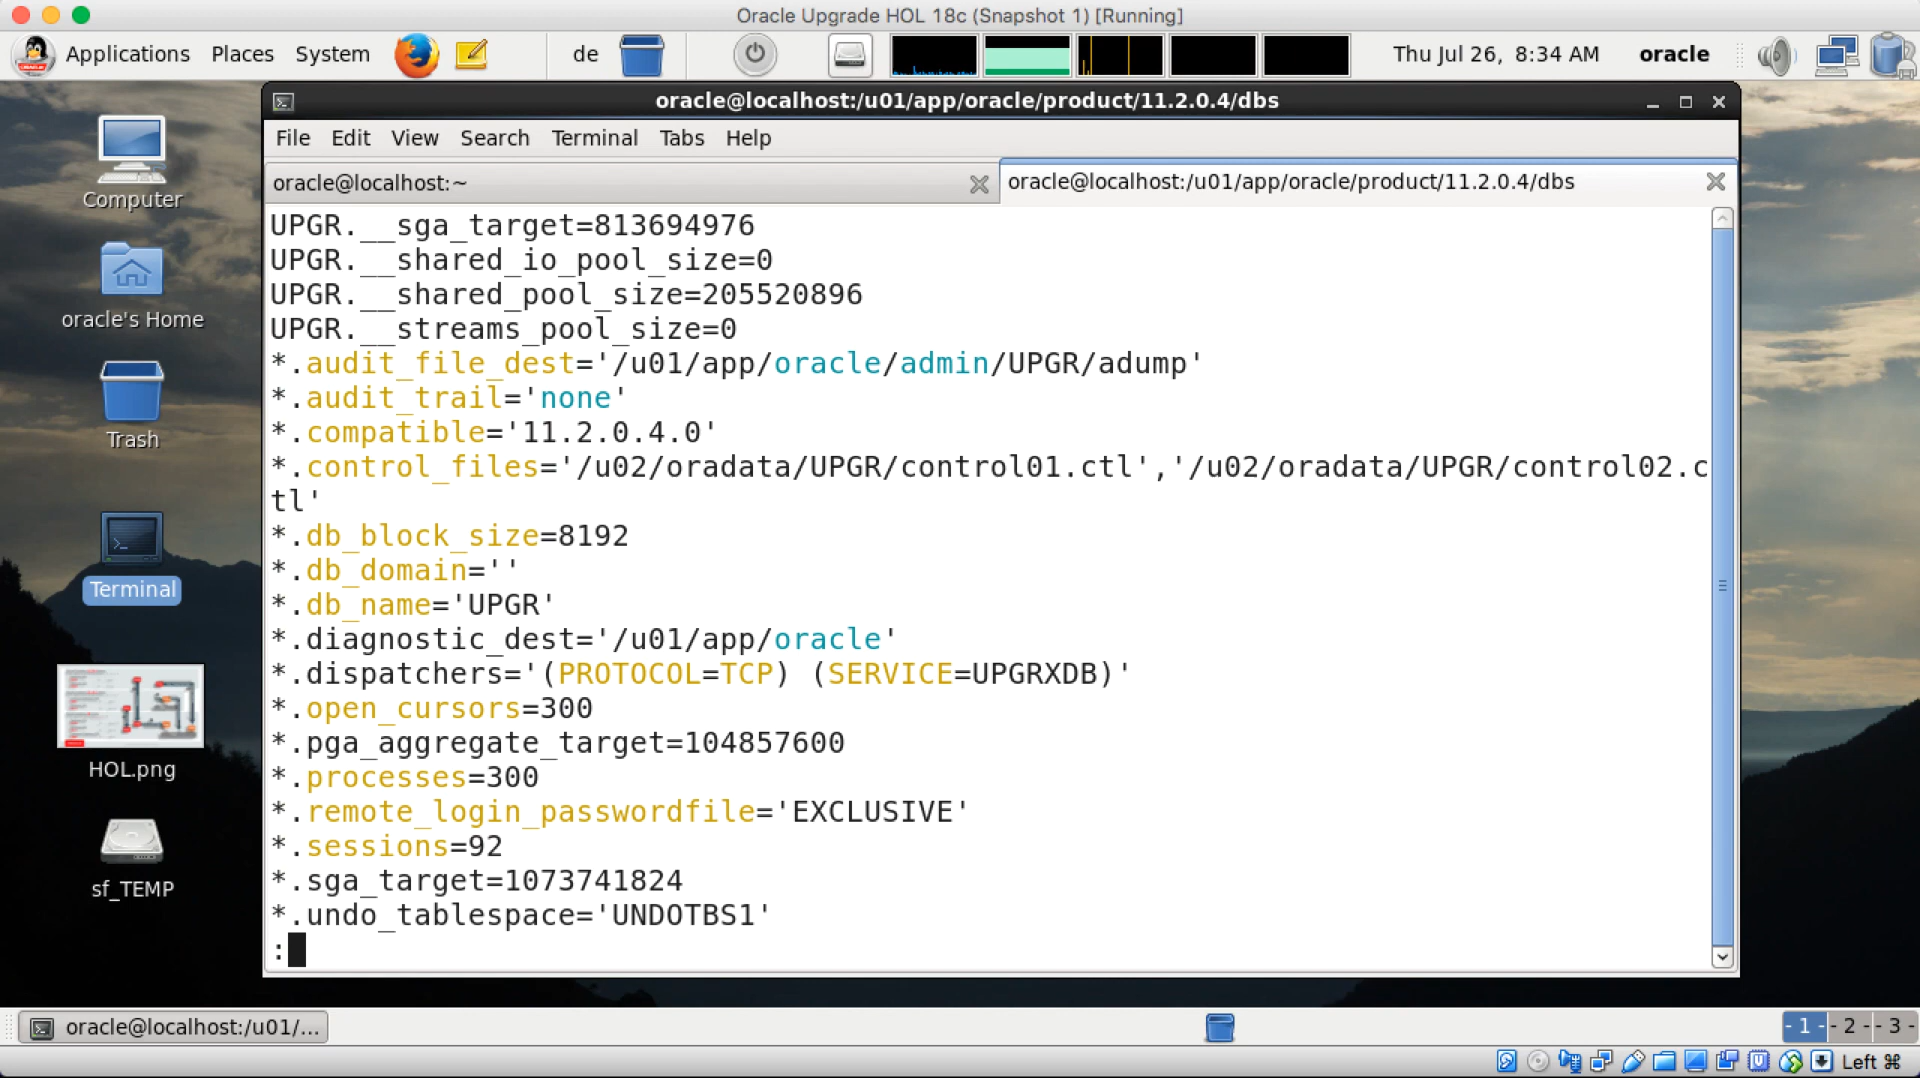 Oracle Upgrade HOL 18c (Snapshot 1) [Running]
Applications Places System de Thu Jul 26, 8:34 AM oracle
oracle@localhost:/u01/app/oracle/product/11.2.0.4/dbs
File Edit View Search Terminal Tabs Help
oracle@localhost:~
oracle@localhost:/u01/app/oracle/product/11.2.0.4/dbs
UPGR.__sga_target=813694976
UPGR.__shared_io_pool_size=0
UPGR.__shared_pool_size=205520896
UPGR.__streams_pool_size=0
*.audit_file_dest='/u01/app/oracle/admin/UPGR/adump'
*.audit_trail='none'
*.compatible='11.2.0.4.0'
*.control_files='/u02/oradata/UPGR/control01.ctl','/u02/oradata/UPGR/control02.c
tl'
*.db_block_size=8192
*.db_domain=''
*.db_name='UPGR'
*.diagnostic_dest='/u01/app/oracle'
*.dispatchers='(PROTOCOL=TCP) (SERVICE=UPGRXDB)'
*.open_cursors=300
*.pga_aggregate_target=104857600
*.processes=300
*.remote_login_passwordfile='EXCLUSIVE'
*.sessions=92
*.sga_target=1073741824
*.undo_tablespace='UNDOTBS1'
:
Computer
oracle's Home
Trash
Terminal
HOL.png
sf_TEMP
oracle@localhost:/u01/...
- 1 - - 2 - - 3 -
Left ⌘